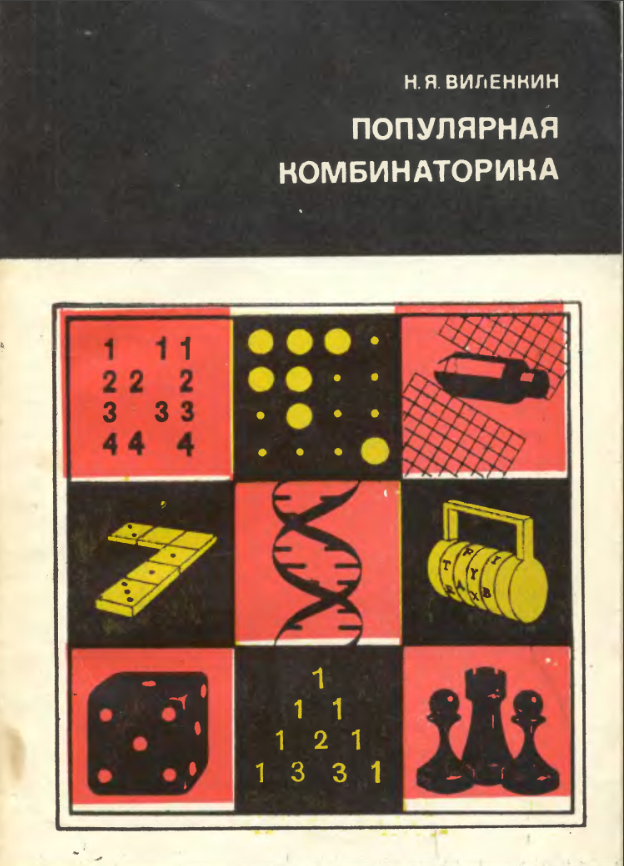 Н. Я. ВИЛЕНКИН
ПОПУЛЯРНАЯ
КОМБИНАТОРИКА
1 1 1
2 2 2
3 3 3
4 4 4
1
1 1
1 2 1
1 3 3 1